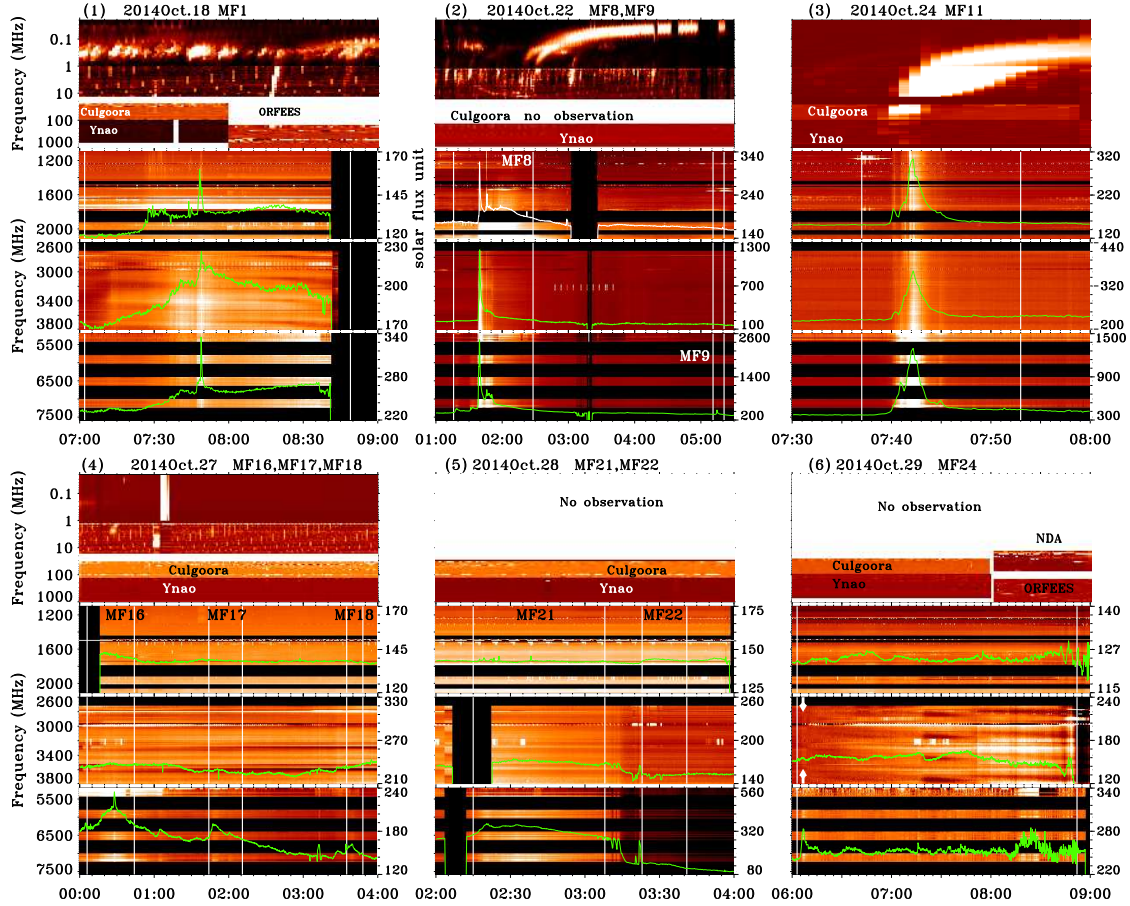 (1) 2014Oct.18 MF1
(2) 2014Oct.22 MF8,MF9
(3) 2014Oct.24 MF11
Frequency (MHz)
0.1
1
10
100
1000
Culgoora
Ynao
ORFEES
Culgoora no observation
Ynao
Culgoora
Ynao
Frequency (MHz)
solar flux unit
1200
1600
2000
170
145
120
MF8
340
240
140
320
220
120
2600
3000
3400
3800
230
200
170
1300
700
100
440
320
200
5500
6500
7500
340
280
220
MF9
2600
1400
200
1500
900
300
07:00 07:30 08:00 08:30 09:00
01:00 02:00 03:00 04:00 05:00
07:30 07:40 07:50 08:00
(4) 2014Oct.27 MF16,MF17,MF18
(5) 2014Oct.28 MF21,MF22
(6) 2014Oct.29 MF24
Frequency (MHz)
0.1
1
10
100
1000
Culgoora
Ynao
No observation
Culgoora
Ynao
No observation
NDA
Culgoora
Ynao
ORFEES
Frequency (MHz)
1200
1600
2000
MF16 MF17 MF18
170
145
120
MF21 MF22
175
150
125
140
127
115
2600
3000
3400
3800
330
270
210
260
200
140
240
180
120
5500
6500
7500
240
180
120
560
320
80
340
280
220
00:00 01:00 02:00 03:00 04:00
02:00 02:30 03:00 03:30 04:00
06:00 07:00 08:00 09:00